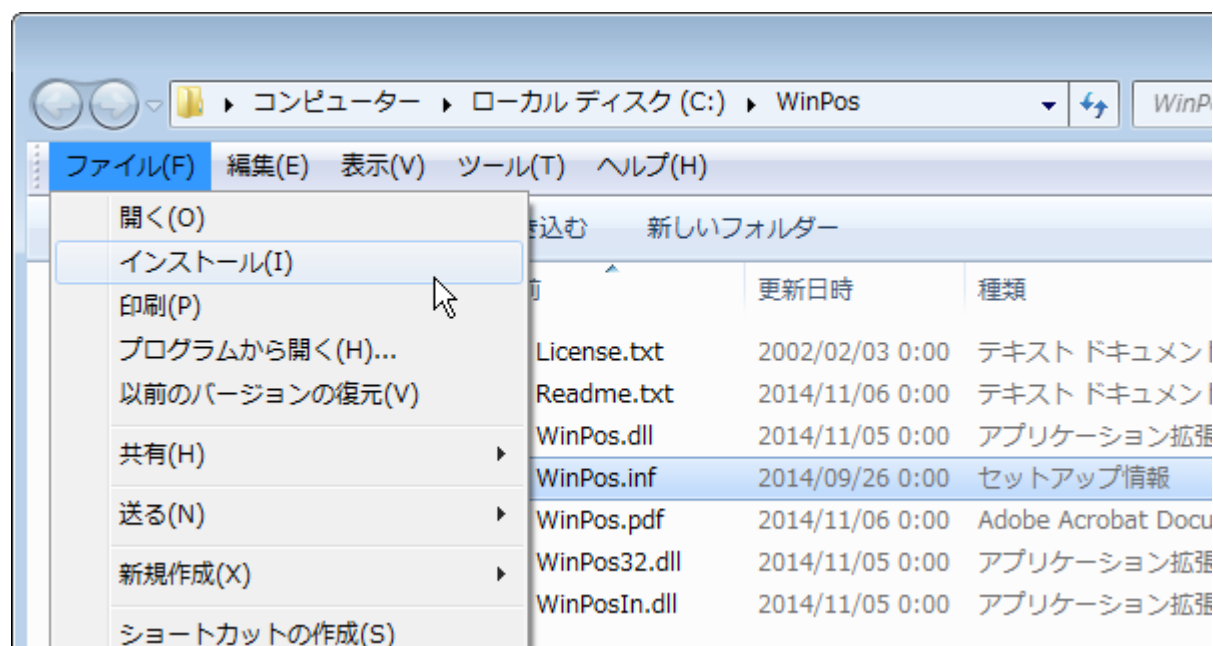 コンピューター ローカル ディスク (C:) WinPos
ファイル(F) 編集(E) 表示(V) ツール(T) ヘルプ(H)
開く(O)
インストール(I)
印刷(P)
プログラムから開く(H)...
以前のバージョンの復元(V)
共有(H)
送る(N)
新規作成(X)
ショートカットの作成(S)
込む 新しいフォルダー
更新日時 種類
License.txt 2002/02/03 0:00 テキスト ドキュメント
Readme.txt 2014/11/06 0:00 テキスト ドキュメント
WinPos.dll 2014/11/05 0:00 アプリケーション拡張
WinPos.inf 2014/09/26 0:00 セットアップ情報
WinPos.pdf 2014/11/06 0:00 Adobe Acrobat Docu
WinPos32.dll 2014/11/05 0:00 アプリケーション拡張
WinPosIn.dll 2014/11/05 0:00 アプリケーション拡張